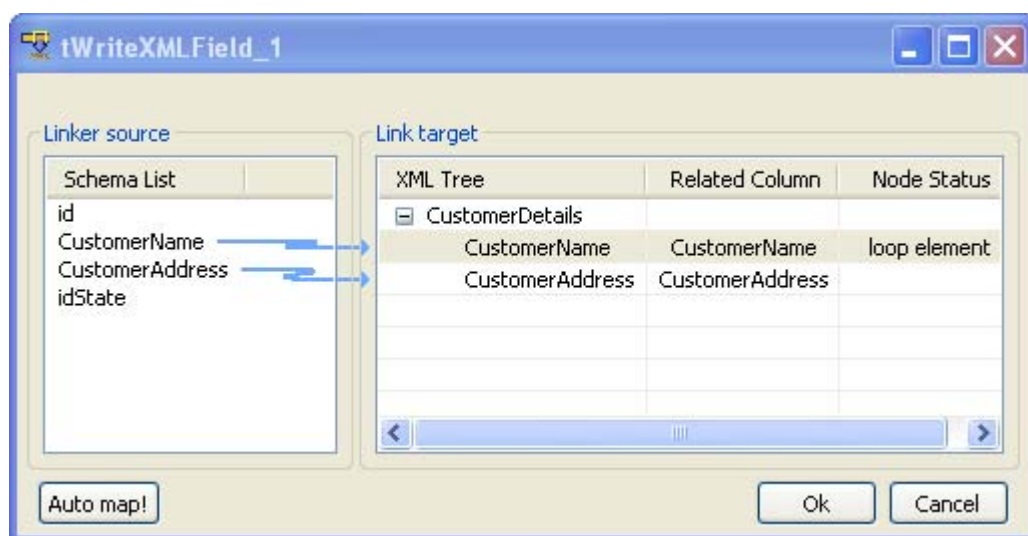 tWriteXMLField_1
Linker source
Schema List
id
CustomerName
CustomerAddress
idState
Link target
XML Tree Related Column Node Status
CustomerDetails
CustomerName CustomerName loop element
CustomerAddress CustomerAddress
Auto map! Ok Cancel